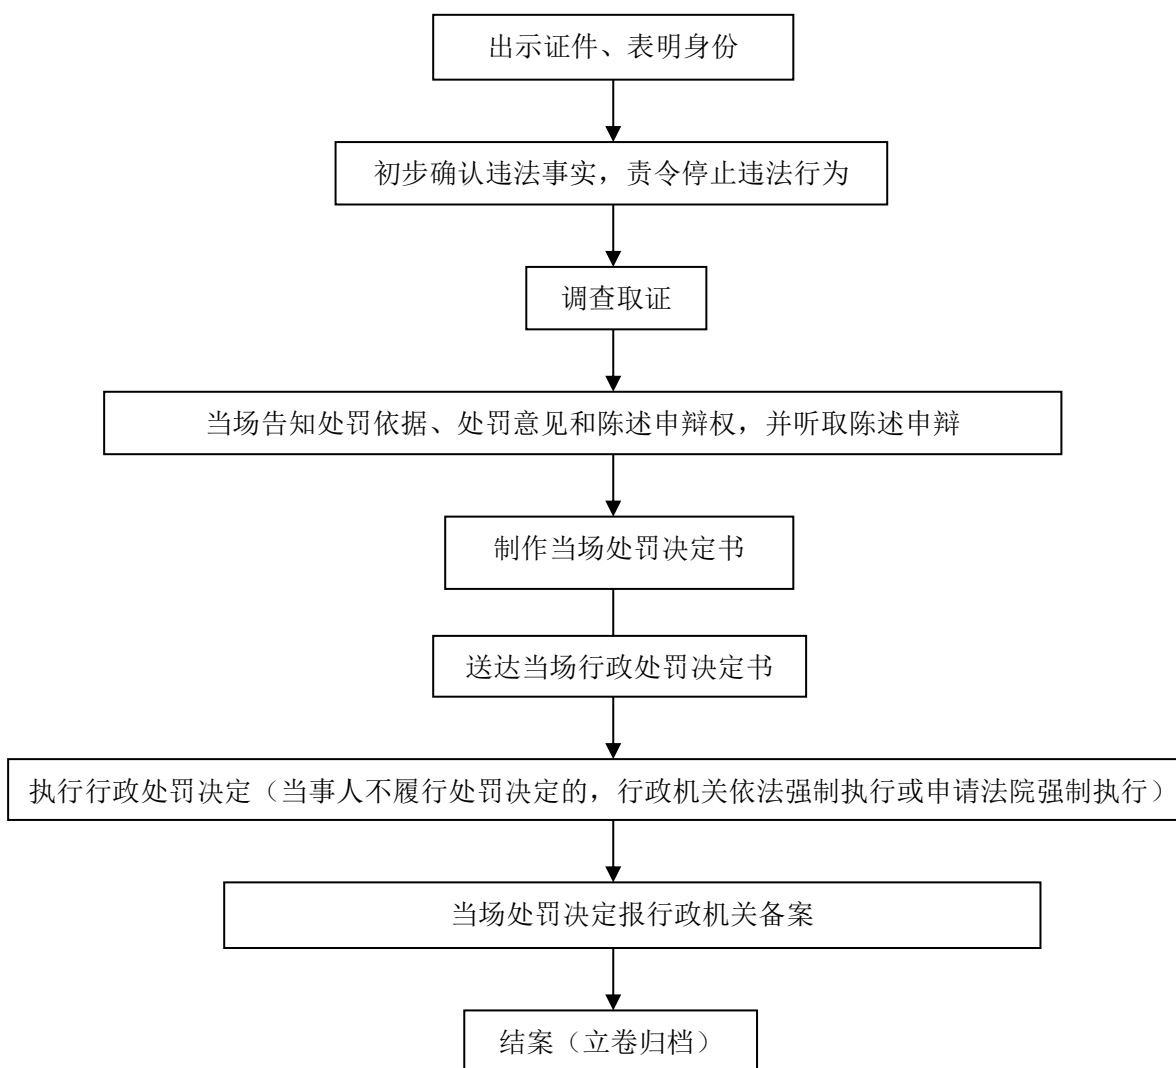 出示证件、表明身份
初步确认违法事实，责令停止违法行为
调查取证
当场告知处罚依据、处罚意见和陈述申辩权，并听取陈述申辩
制作当场处罚决定书
送达当场行政处罚决定书
执行行政处罚决定（当事人不履行处罚决定的，行政机关依法强制执行或申请法院强制执行）
当场处罚决定报行政机关备案
结案（立卷归档）